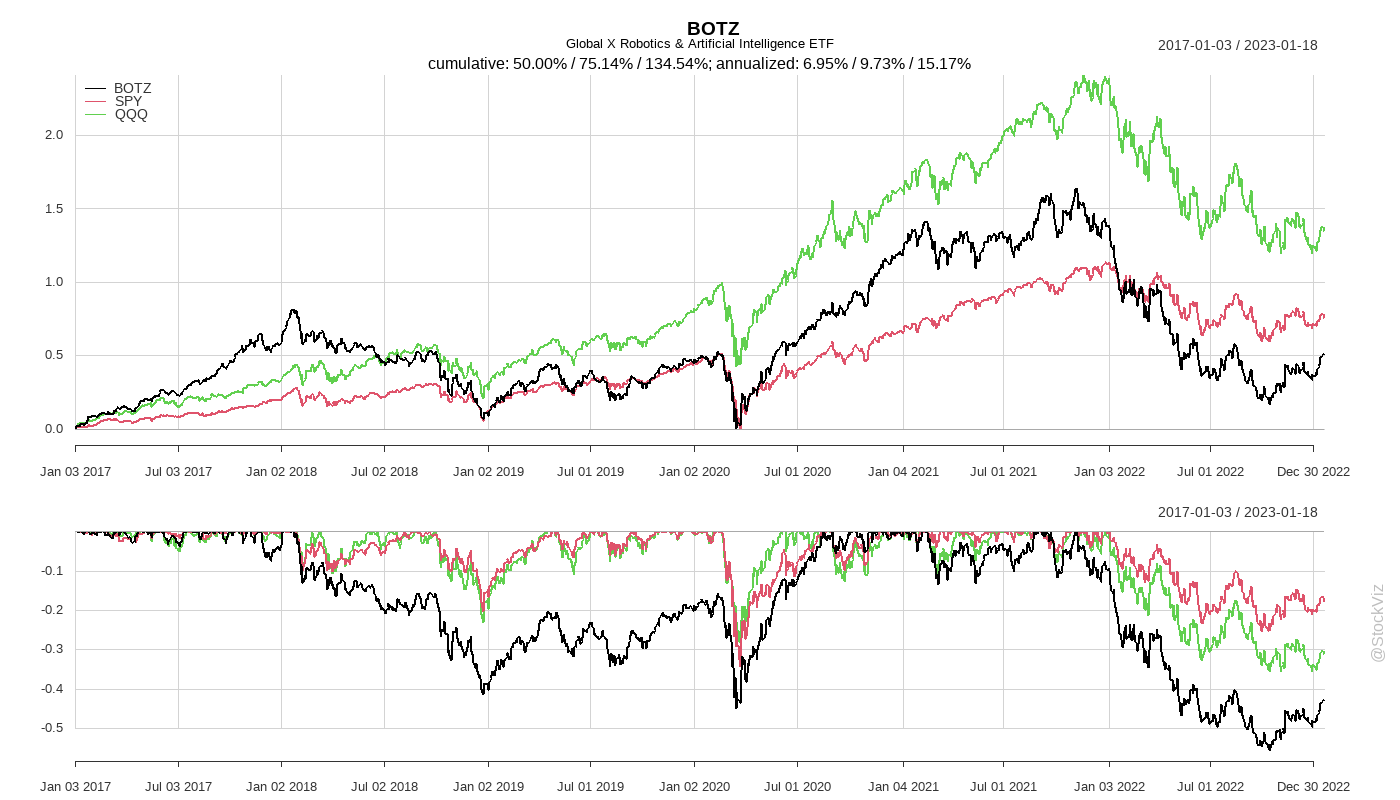 BOTZ
Global X Robotics & Artificial Intelligence ETF
2017-01-03 / 2023-01-18
cumulative: 50.00% / 75.14% / 134.54%; annualized: 6.95% / 9.73% / 15.17%
BOTZ
SPY
QQQ
2.0
1.5
1.0
0.5
0.0
Jan 03 2017 Jul 03 2017 Jan 02 2018 Jul 02 2018 Jan 02 2019 Jul 01 2019 Jan 02 2020 Jul 01 2020 Jan 04 2021 Jul 01 2021 Jan 03 2022 Jul 01 2022 Dec 30 2022
2017-01-03 / 2023-01-18
-0.1
-0.2
-0.3
-0.4
-0.5
Jan 03 2017 Jul 03 2017 Jan 02 2018 Jul 02 2018 Jan 02 2019 Jul 01 2019 Jan 02 2020 Jul 01 2020 Jan 04 2021 Jul 01 2021 Jan 03 2022 Jul 01 2022 Dec 30 2022
@StockViz